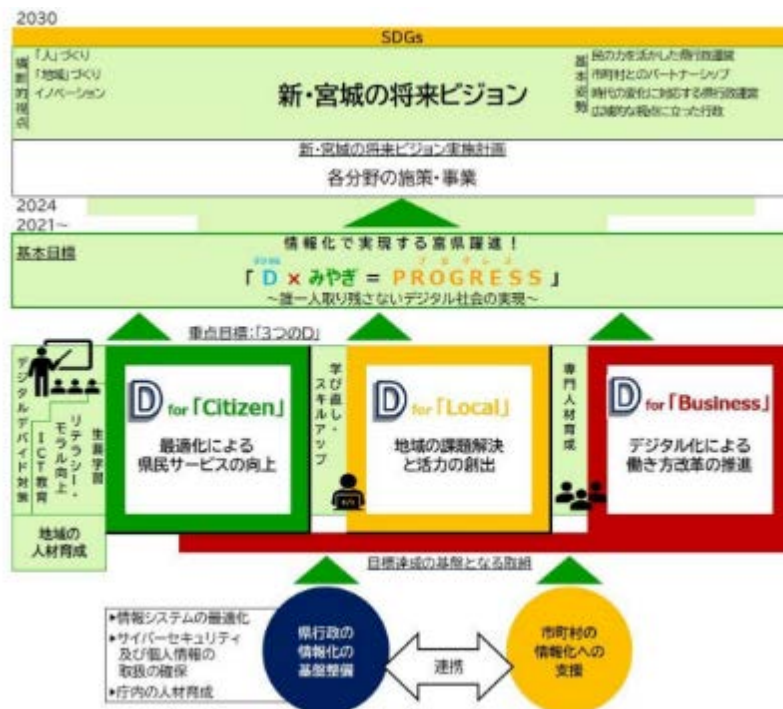 2030
SDGs
横断的視点
「人」づくり
「地域」づくり
イノベーション
新・宮城の将来ビジョン
基本姿勢
民の力を活かした県行政運営
市町村とのパートナーシップ
時代の変化に対応する県行政運営
広域的な視点に立った行政
新・宮城の将来ビジョン実施計画
各分野の施策・事業
2024
2021~
基本目標
情報化で実現する富県躍進！
プログレス
「D×みやぎ=PROGRESS」
~誰一人取り残さないデジタル社会の実現~
重点目標:「3つのD」
デジタルデバイド対策
ICT教育
リテラシー・
モラル向上
生涯学習
地域の
人材育成
D for「Citizen」
最適化による
県民サービスの向上
学び直し・
スキルアップ
D for「Local」
地域の課題解決
と活力の創出
専門人材育成
D for「Business」
デジタル化による
働き方改革の推進
目標達成の基盤となる取組
▶情報システムの最適化
▶サイバーセキュリティ
及び個人情報の
取扱の確保
▶庁内の人材育成
県行政の
情報化の
基盤整備
連携
市町村の
情報化への
支援